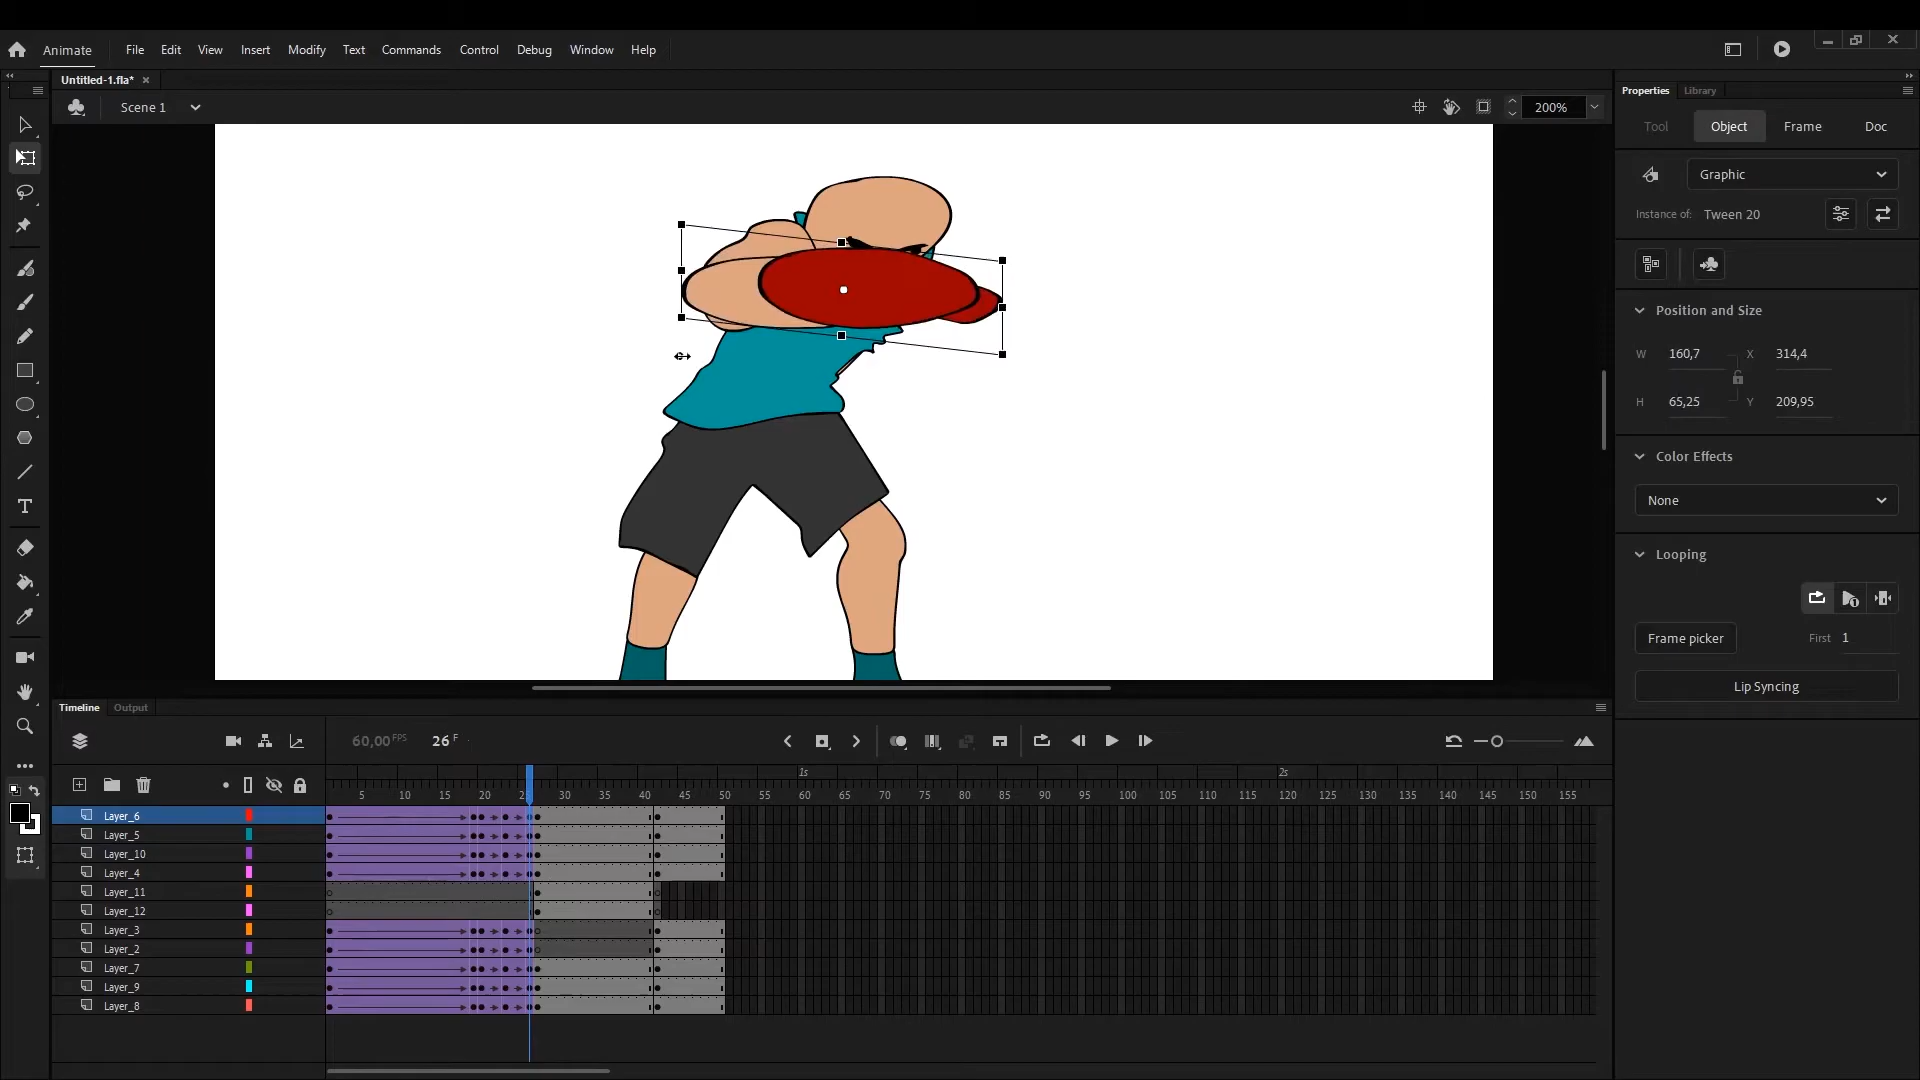 Animate File Edit View Insert Modify Text Commands Control Debug Window Help
Untitled-1.fla*
Scene 1
200%
Properties Library
Tool Object Frame Doc
Graphic
Instance of: Tween 20
Position and Size
W 160,7 X 314,4
H 65,25 Y 209,95
Color Effects
None
Looping
Frame picker First 1
Lip Syncing
Timeline Output
60,00 FPS 26 F
1s 2s
5 10 15 20 25 30 35 40 45 50 55 60 65 70 75 80 85 90 95 100 105 110 115 120 125 130 135 140 145 150 155
Layer_6
Layer_5
Layer_10
Layer_4
Layer_11
Layer_12
Layer_3
Layer_2
Layer_7
Layer_9
Layer_8